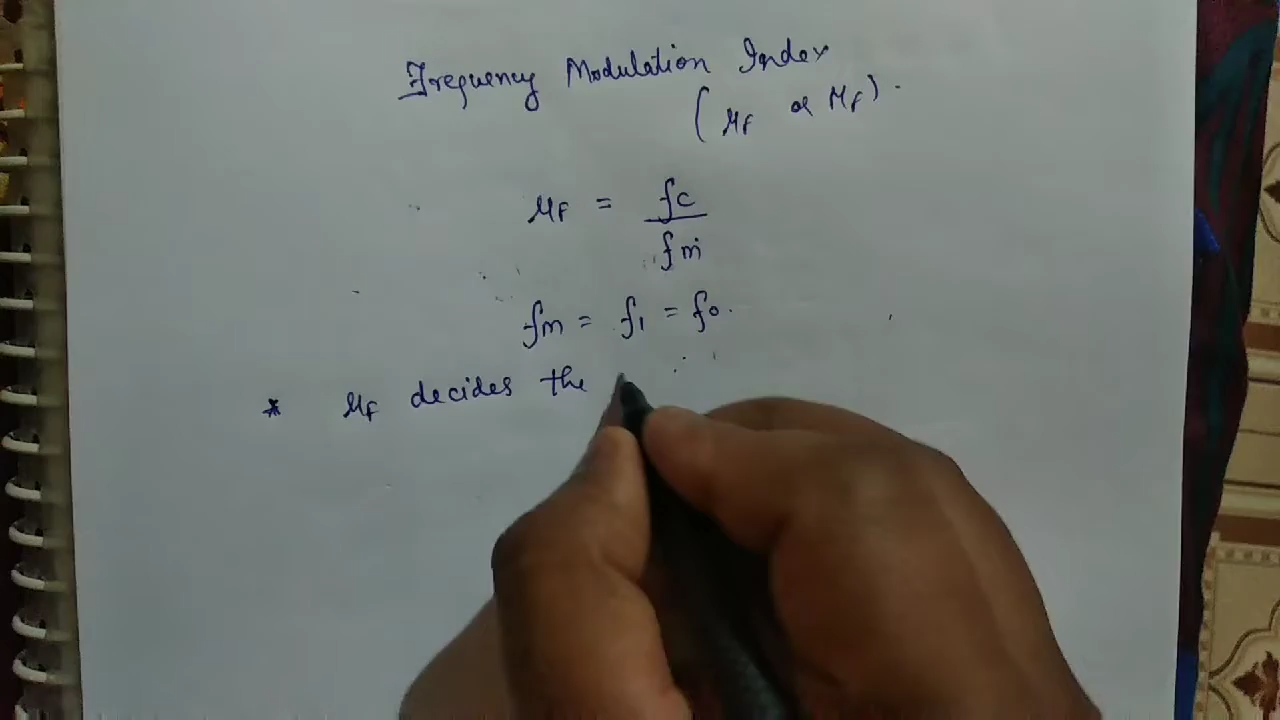 Frequency Modulation Index
(μF or MF).
μF = fc / fm
fm = f1 = f0.
* μF decides the